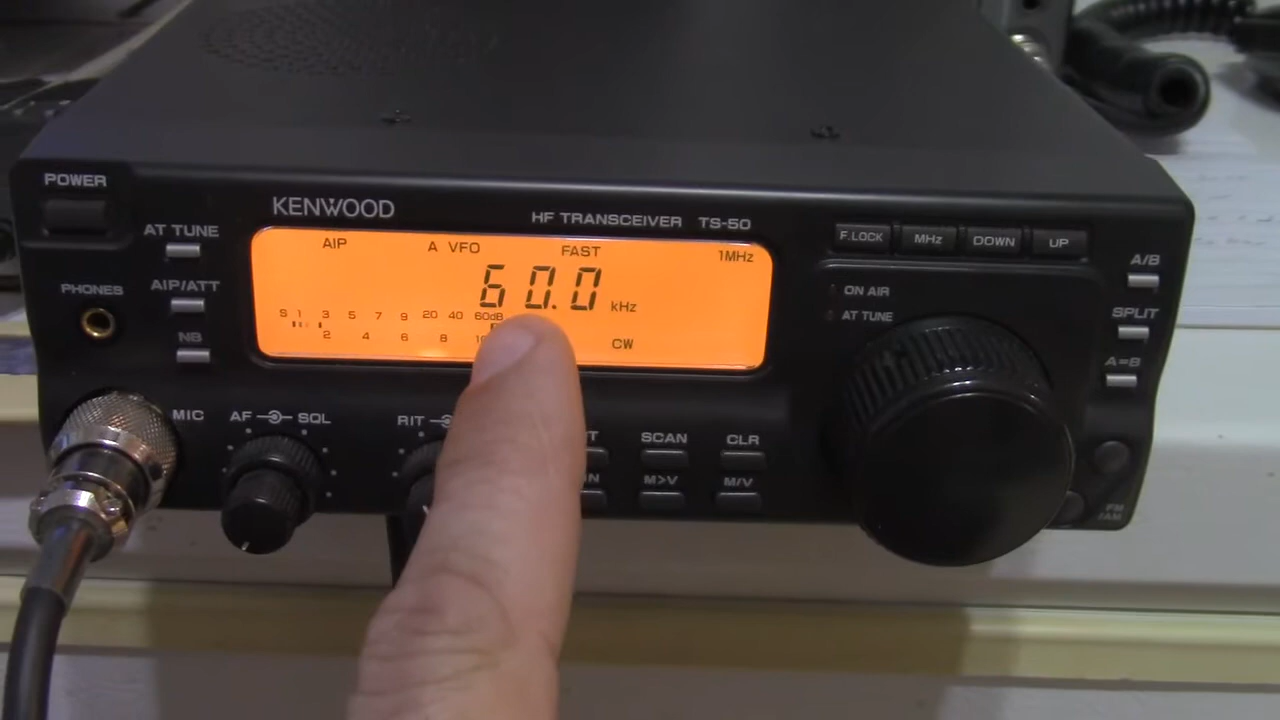 POWER
KENWOOD
HF TRANSCEIVER TS-50
AT TUNE
AIP/ATT
PHONES
NB
MIC
AIP A VFO FAST 1MHz
60.0 kHz
S 1 3 5 7 9 20 40 60dB
2 4 6 8
CW
F.LOCK MHz DOWN UP
ON AIR
AT TUNE
A/B
SPLIT
A=B
AF SQL
RIT
SCAN CLR
M>V M/V
FM
/AM